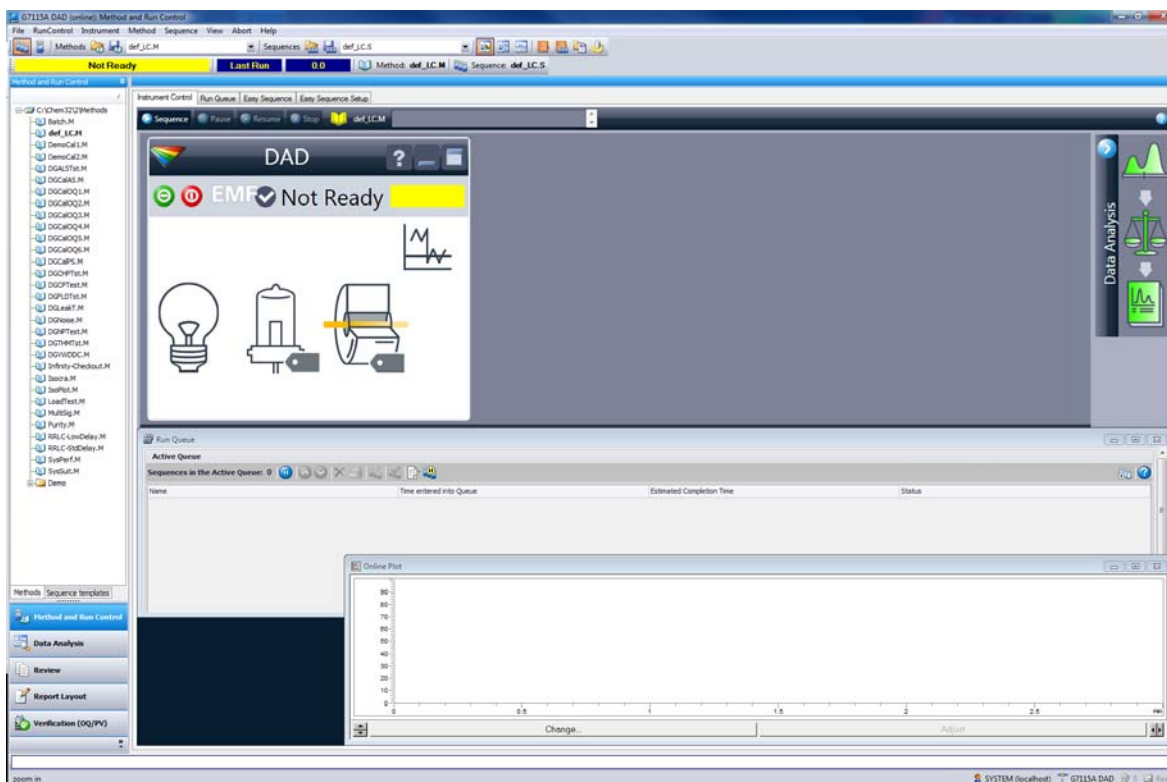 G7115A DAD (online): Method and Run Control
File RunControl Instrument Method Sequence View Abort Help
Methods def_LC.M Sequences def_LC.S
Not Ready Last Run 0.0 Method: def_LC.M Sequence: def_LC.S
Method and Run Control
Instrument Control Run Queue Easy Sequence Easy Sequence Setup
Sequence Pause Resume Stop def_LC.M
C:\Chem32\2\Methods
Batch.M
def_LC.M
DemoCal1.M
DemoCal2.M
DGALSTst.M
DGCalAS.M
DGCalOQ1.M
DGCalOQ2.M
DGCalOQ3.M
DGCalOQ4.M
DGCalOQ5.M
DGCalOQ6.M
DGCalPS.M
DGCHPTst.M
DGCPTest.M
DGFLDTst.M
DGLeakT.M
DGNoise.M
DGNPTest.M
DGTHMTst.M
DGVWDDC.M
Infinity-Checkout.M
Isocra.M
IsoPlot.M
LoadTest.M
MultSig.M
Purity.M
RRLC-LowDelay.M
RRLC-StdDelay.M
SysPerf.M
SysSuit.M
Demo
Methods Sequence templates
Method and Run Control
Data Analysis
Review
Report Layout
Verification (OQ/PV)
DAD ?
EMF Not Ready
Data Analysis
Run Queue
Active Queue
Sequences in the Active Queue: 0
Name Time entered into Queue Estimated Completion Time Status
Online Plot
90
80
70
60
50
40
30
20
10
0
0 0.5 1 1.5 2 2.5 min
Change... Adjust
zoom in SYSTEM (localhost) G7115A DAD